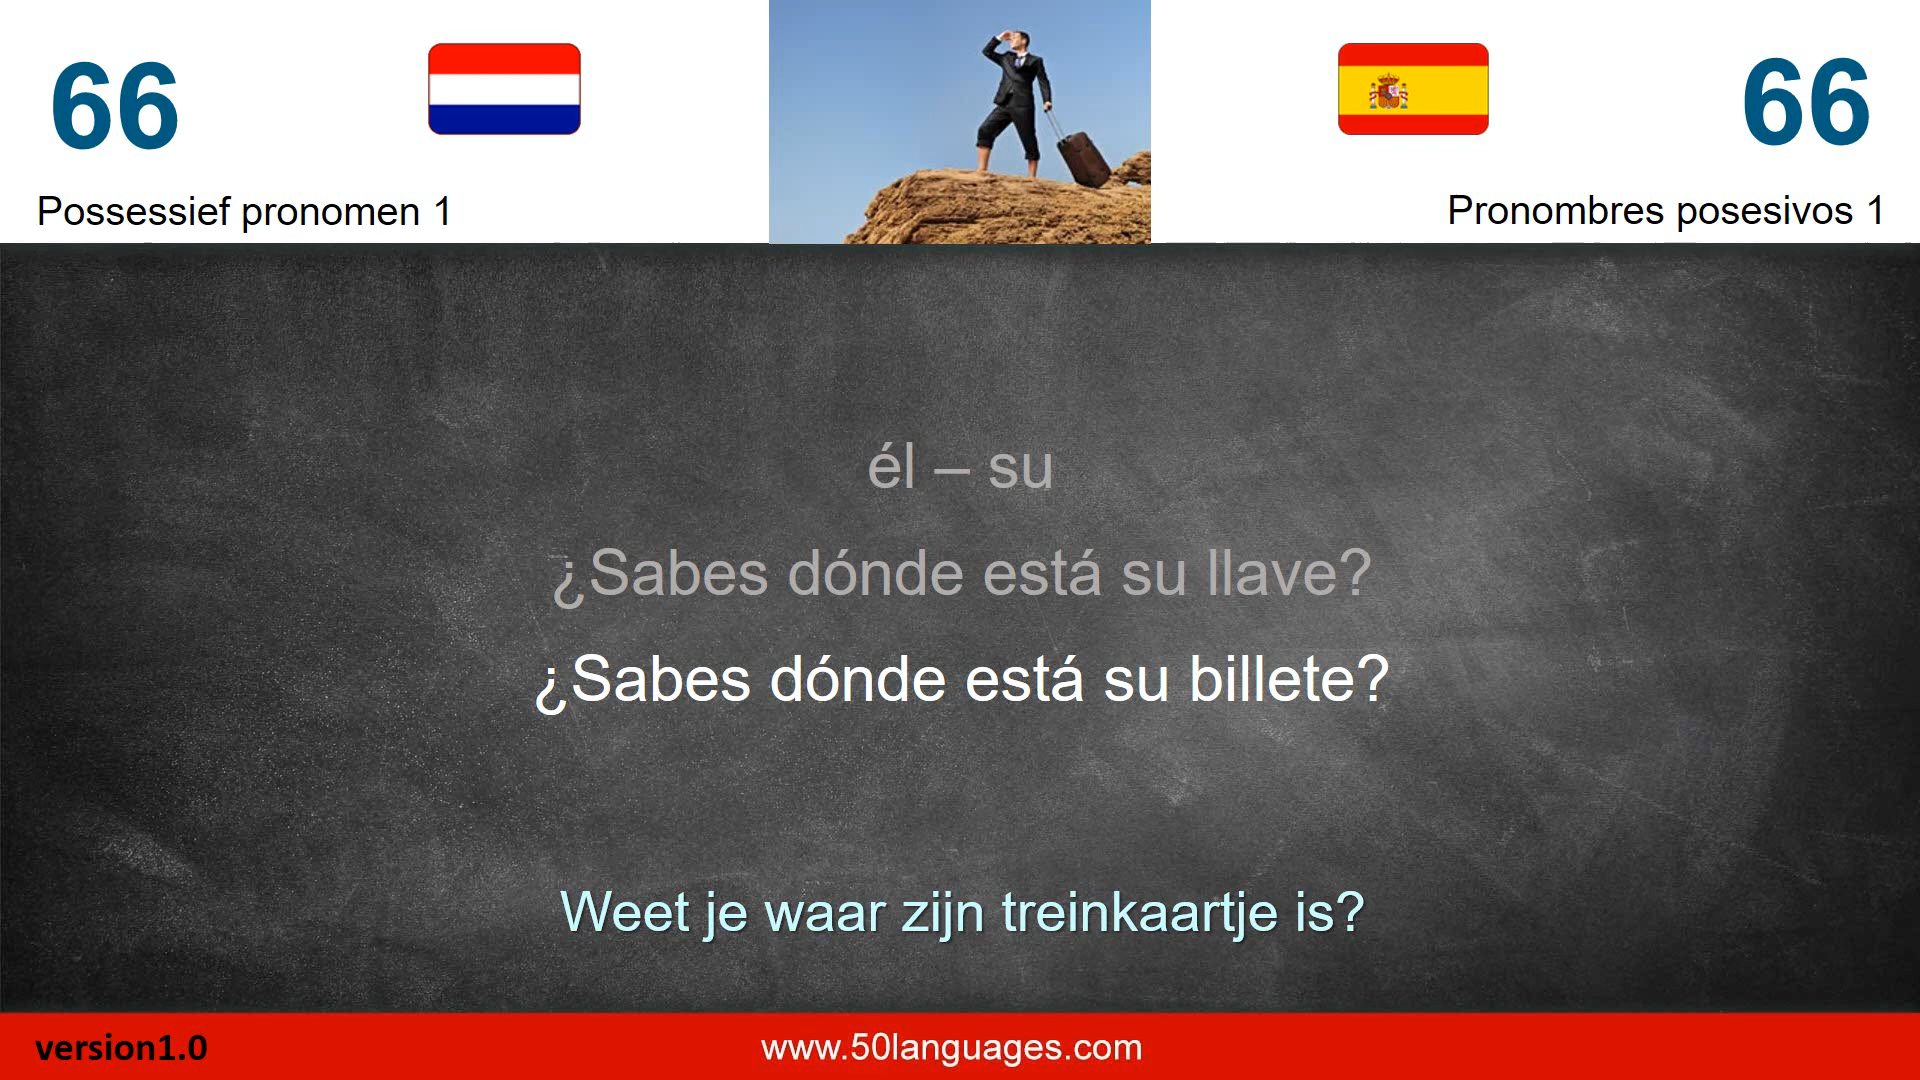 66
66
Possessief pronomen 1
Pronombres posesivos 1
él – su
¿Sabes dónde está su llave?
¿Sabes dónde está su billete?
Weet je waar zijn treinkaartje is?
version1.0
www.50languages.com